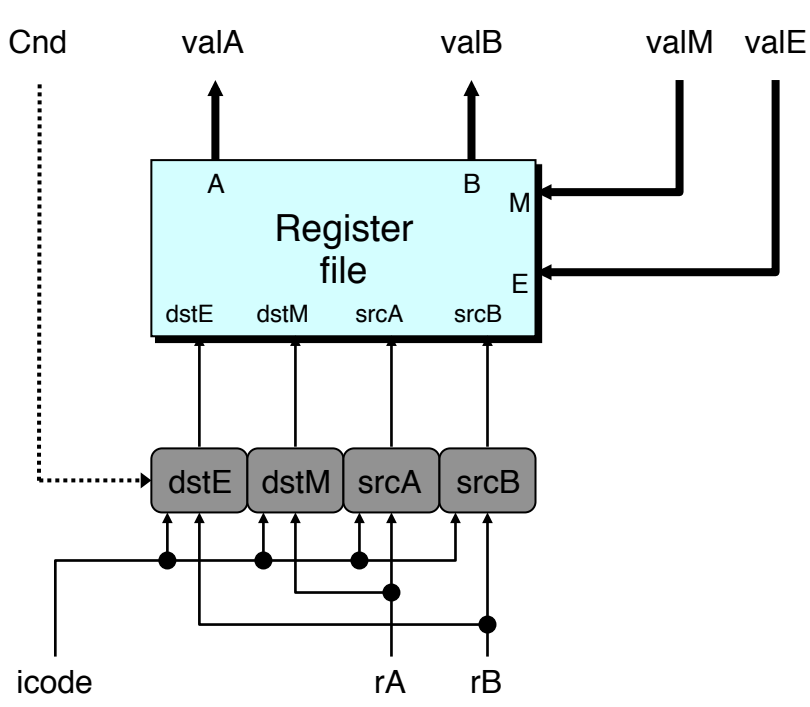 Cnd valA valB valM valE
A B
M
Register
file
E
dstE dstM srcA srcB
dstE dstM srcA srcB
icode rA rB